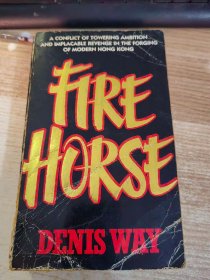 A CONFLICT OF TOWERING AMBITION
AND IMPLACABLE REVENGE IN THE FORGING
OF MODERN HONG KONG
FIRE
HORSE
DENIS WAY